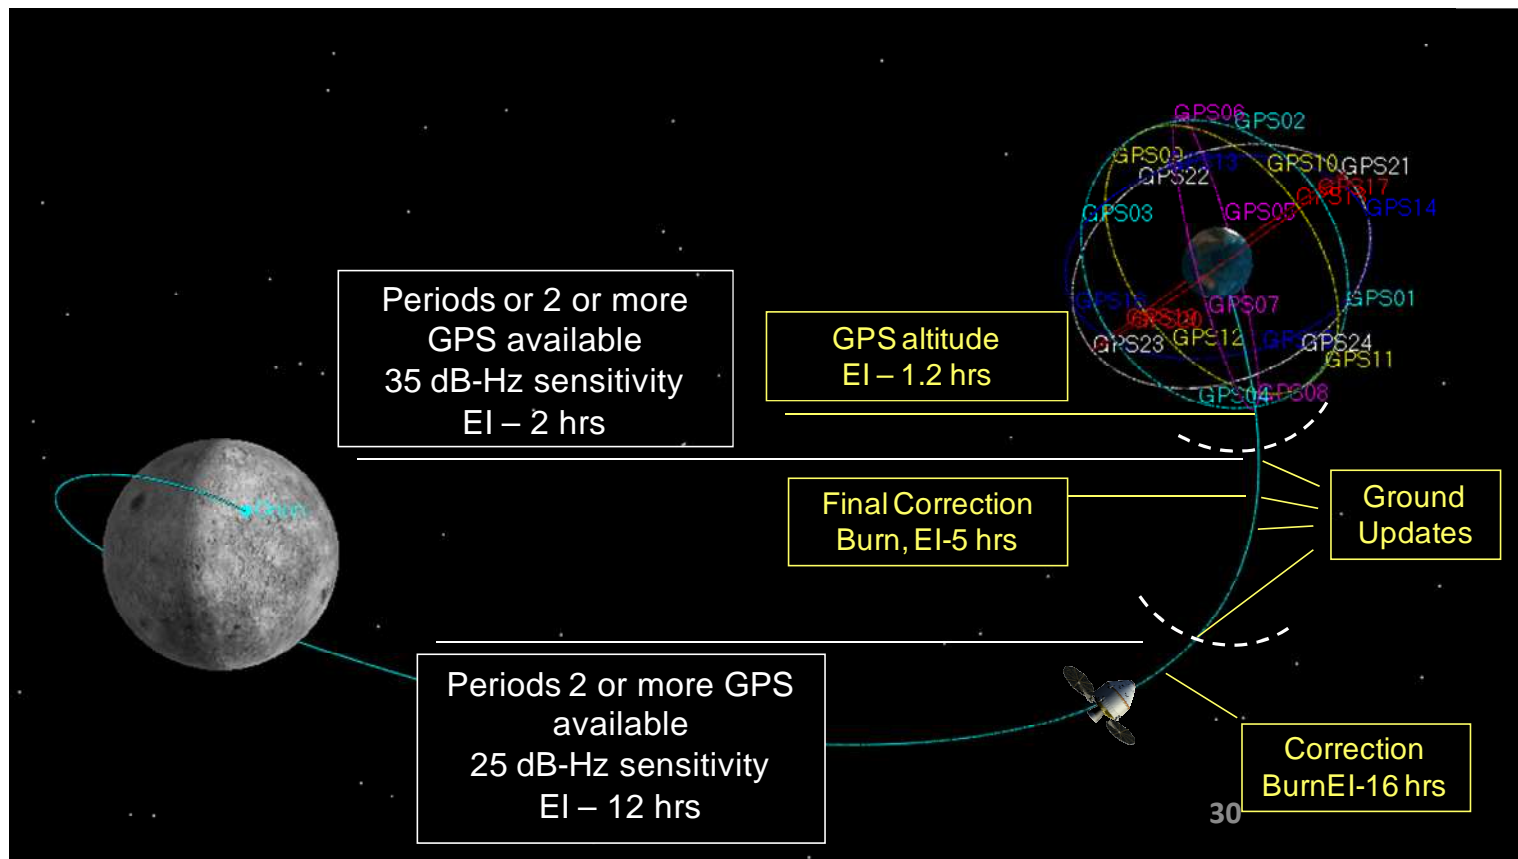 GPS06
GPS02
GPS09
GPS13
GPS10
GPS21
GPS22
GPS17
GPS03
GPS05
GPS14
Periods or 2 or more
GPS available
35 dB-Hz sensitivity
EI – 2 hrs
GPS altitude
EI – 1.2 hrs
GPS07
GPS01
GPS12
GPS23
GPS24
GPS11
GPS04
GPS08
Final Correction
Burn, EI-5 hrs
Ground
Updates
Orion
Periods 2 or more GPS
available
25 dB-Hz sensitivity
EI – 12 hrs
Correction
BurnEI-16 hrs
30